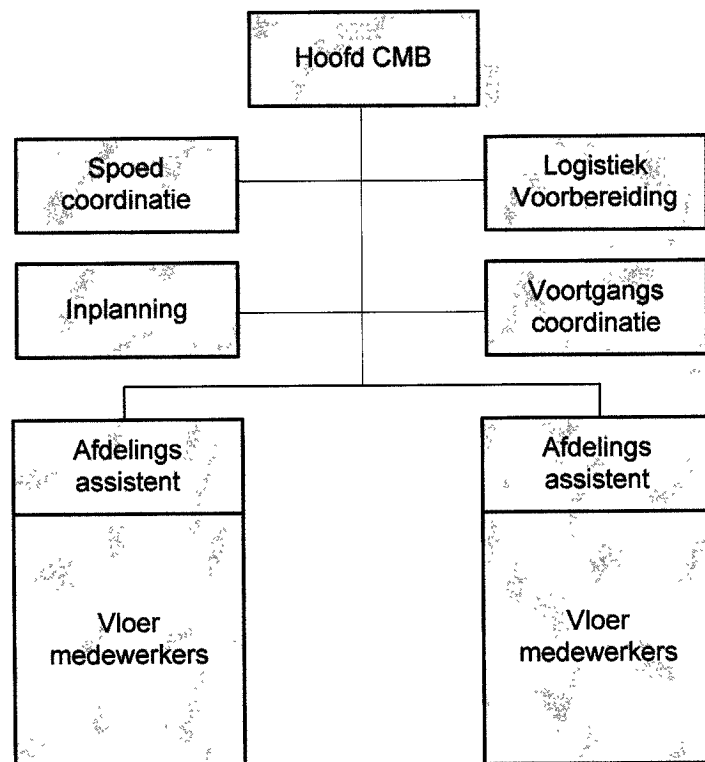 Hoofd CMB
Spoed
coordinatie
Logistiek
Voorbereiding
Inplanning
Voortgangs
coordinatie
Afdelings
assistent
Afdelings
assistent
Vloer
medewerkers
Vloer
medewerkers